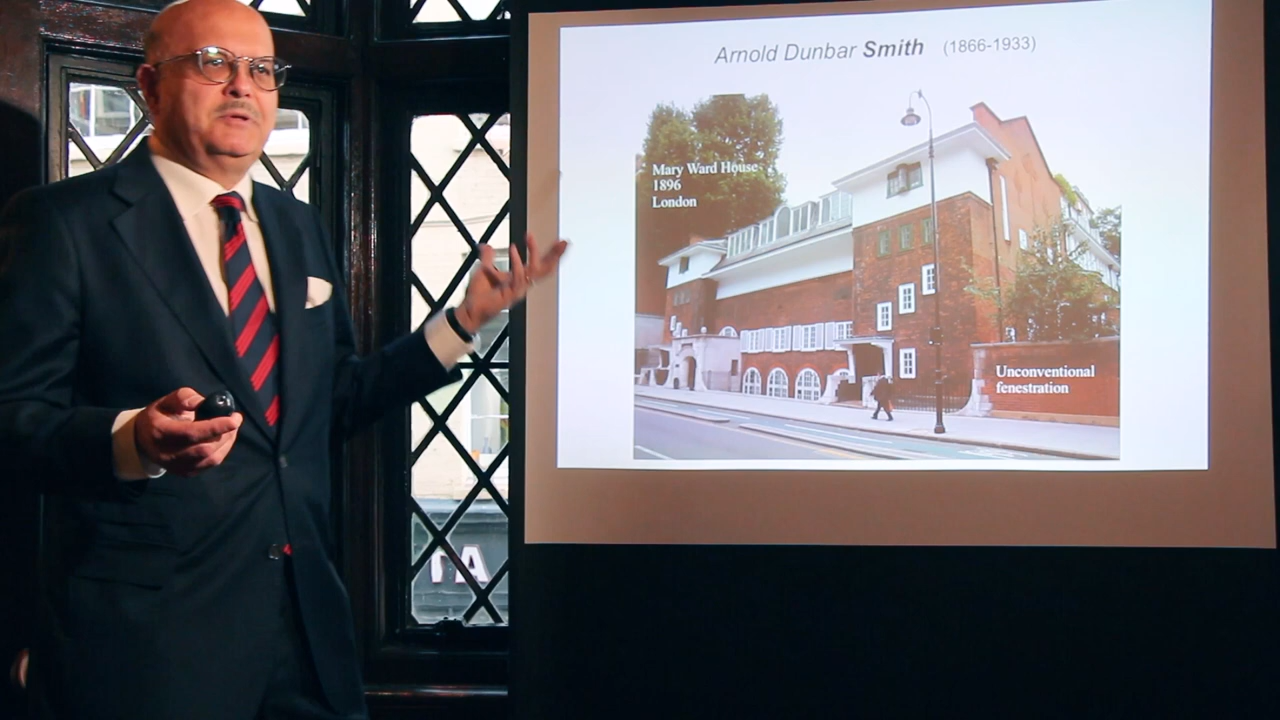 Arnold Dunbar Smith (1866-1933)
Mary Ward House
1896
London
Unconventional
fenestration